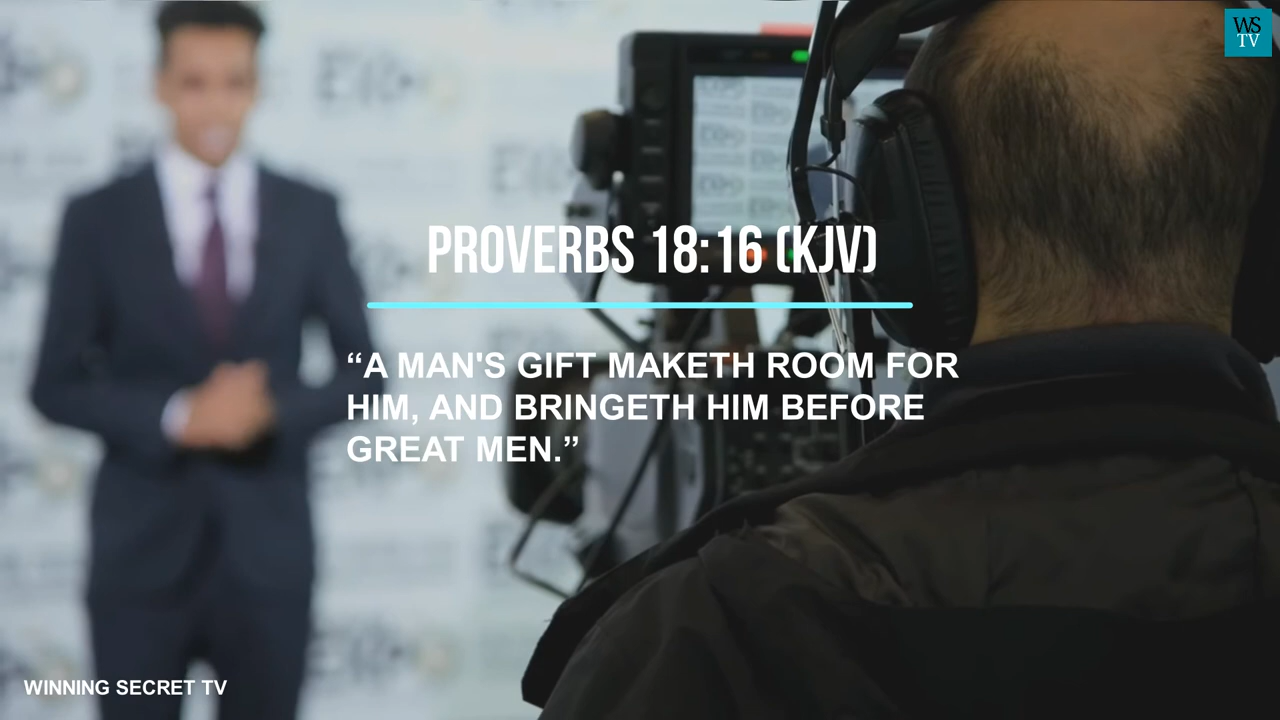 WS
TV
PROVERBS 18:16 (KJV)
“A MAN'S GIFT MAKETH ROOM FOR
HIM, AND BRINGETH HIM BEFORE
GREAT MEN.”
WINNING SECRET TV